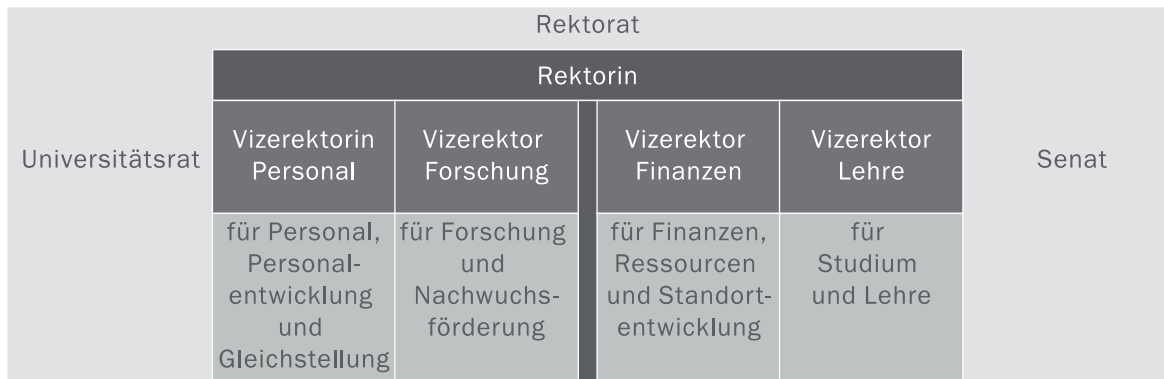 Rektorat
Rektorin
Universitätsrat
Vizerektorin
Personal
Vizerektor
Forschung
Vizerektor
Finanzen
Vizerektor
Lehre
Senat
für Personal,
Personal-
entwicklung
und
Gleichstellung
für Forschung
und
Nachwuchs-
förderung
für Finanzen,
Ressourcen
und Standort-
entwicklung
für
Studium
und Lehre